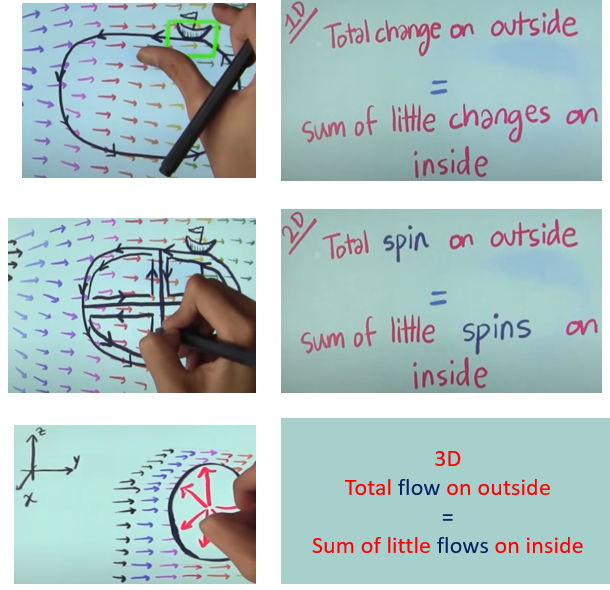 1D
Total change on outside
=
sum of little changes on
inside
2D
Total spin on outside
=
sum of little spins on
inside
z
y
x
3D
Total flow on outside
=
Sum of little flows on inside